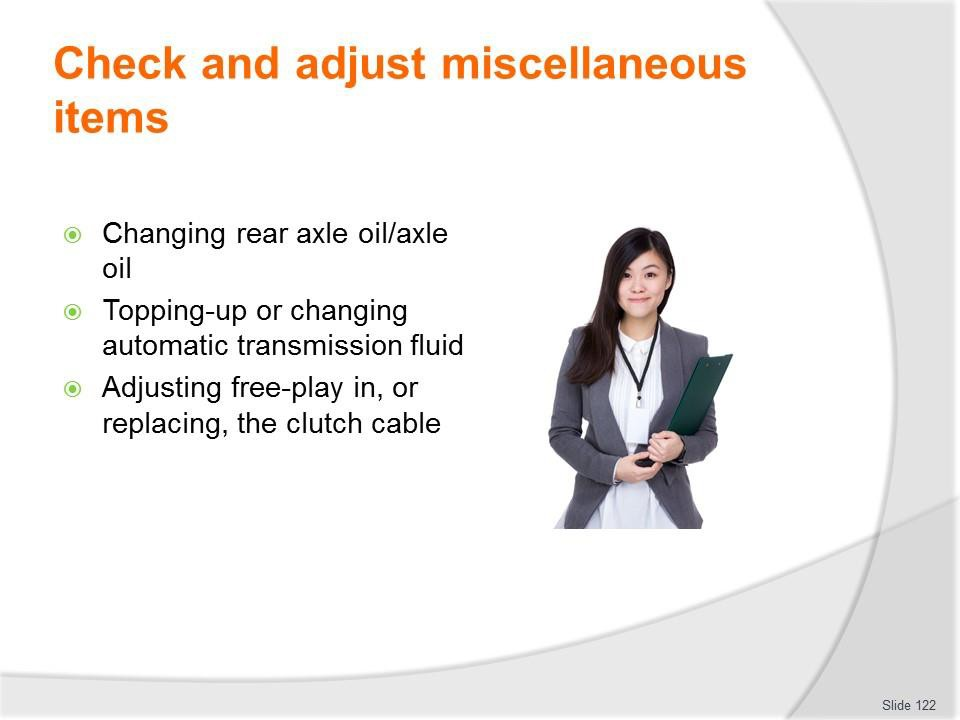 Check and adjust miscellaneous
items
Changing rear axle oil/axle
oil
Topping-up or changing
automatic transmission fluid
Adjusting free-play in, or
replacing, the clutch cable
Slide 122